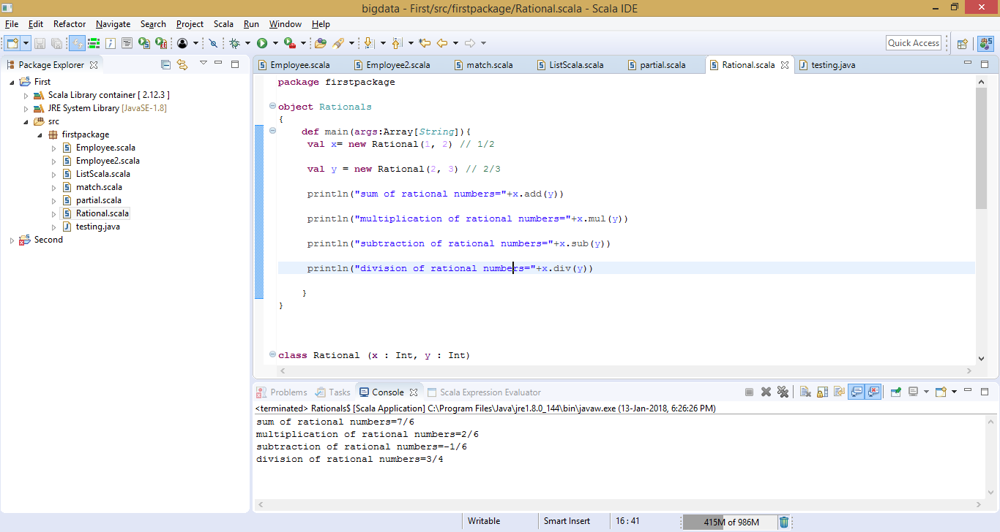 bigdata - First/src/firstpackage/Rational.scala - Scala IDE
File Edit Refactor Navigate Search Project Scala Run Window Help
Quick Access
Package Explorer
First
Scala Library container [ 2.12.3 ]
JRE System Library [JavaSE-1.8]
src
firstpackage
Employee.scala
Employee2.scala
ListScala.scala
match.scala
partial.scala
Rational.scala
testing.java
Second
Employee.scala Employee2.scala match.scala ListScala.scala partial.scala Rational.scala testing.java
package firstpackage
object Rationals
{
def main(args:Array[String]){
val x= new Rational(1, 2) // 1/2
val y = new Rational(2, 3) // 2/3
println("sum of rational numbers="+x.add(y))
println("multiplication of rational numbers="+x.mul(y))
println("subtraction of rational numbers="+x.sub(y))
println("division of rational numbers="+x.div(y))
}
}
class Rational (x : Int, y : Int)
Problems Tasks Console Scala Expression Evaluator
<terminated> Rationals$ [Scala Application] C:\Program Files\Java\jre1.8.0_144\bin\javaw.exe (13-Jan-2018, 6:26:26 PM)
sum of rational numbers=7/6
multiplication of rational numbers=2/6
subtraction of rational numbers=-1/6
division of rational numbers=3/4
Writable Smart Insert 16 : 41 415M of 986M